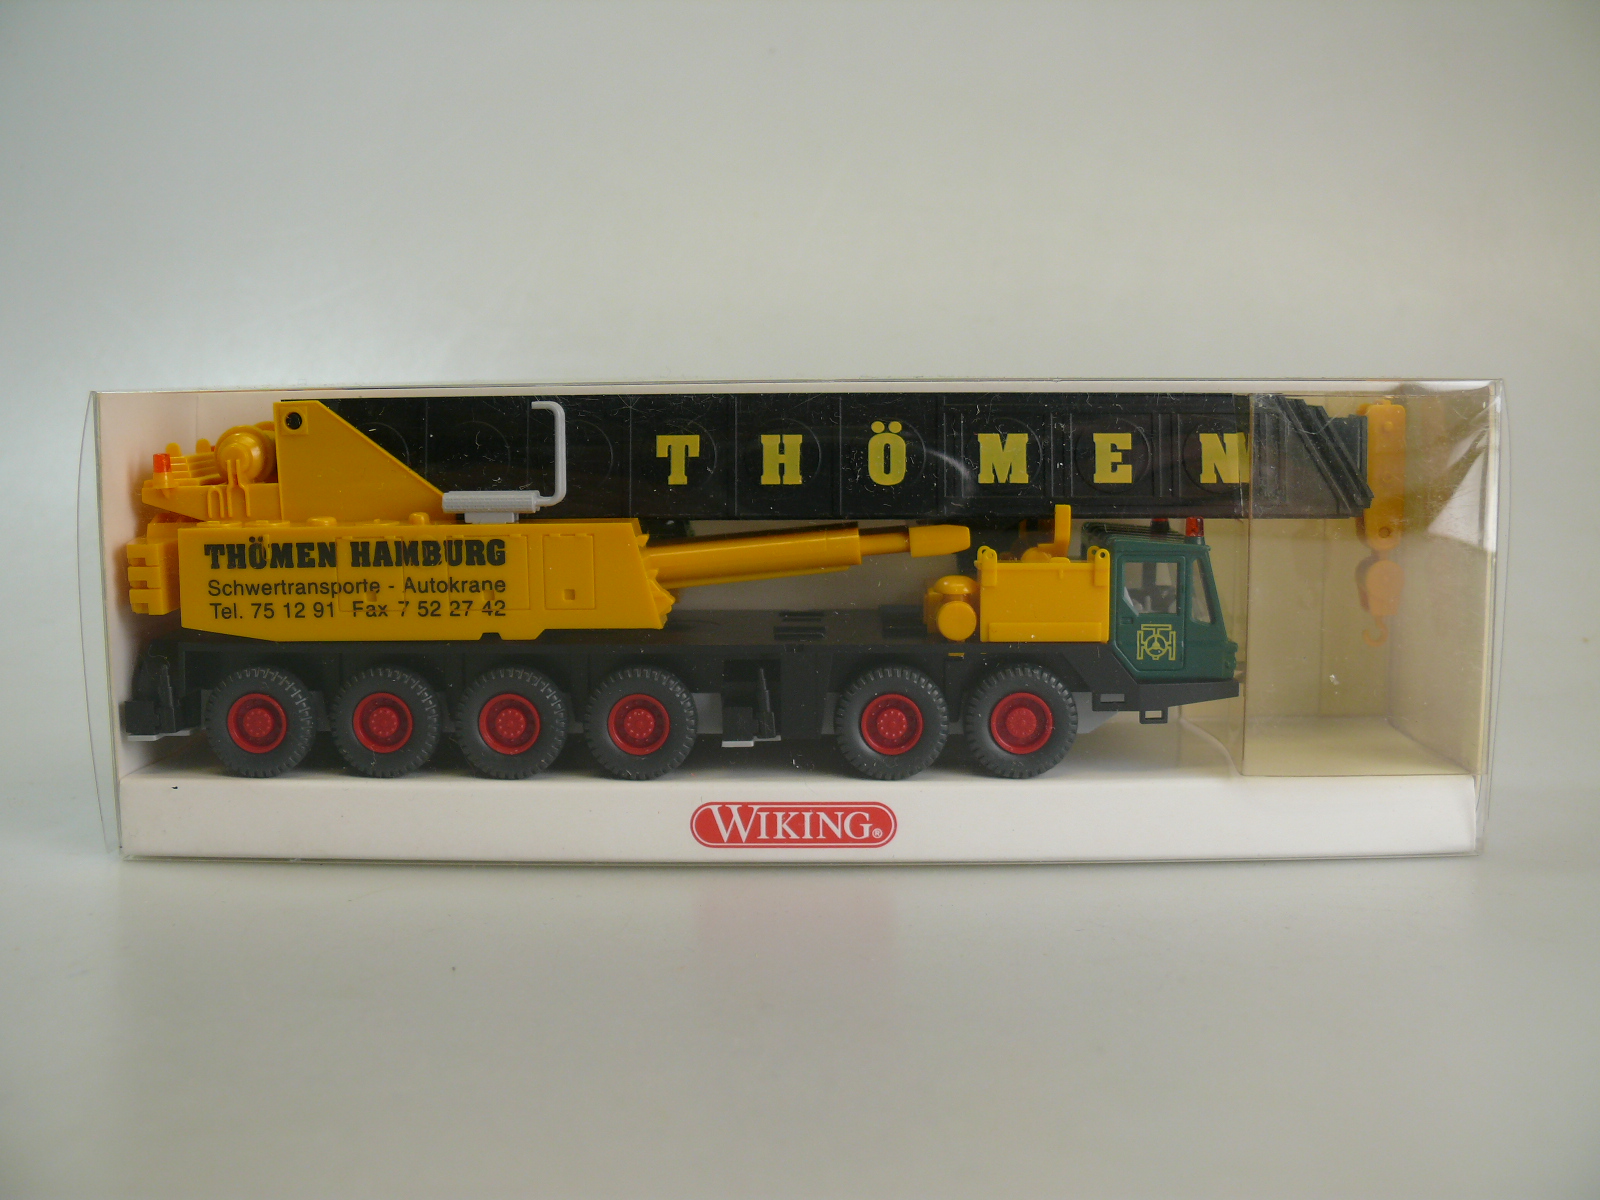 THÖMEN
THÖMEN HAMBURG
Schwertransporte - Autokrane
Tel. 75 12 91 Fax 7 52 27 42
WIKING®